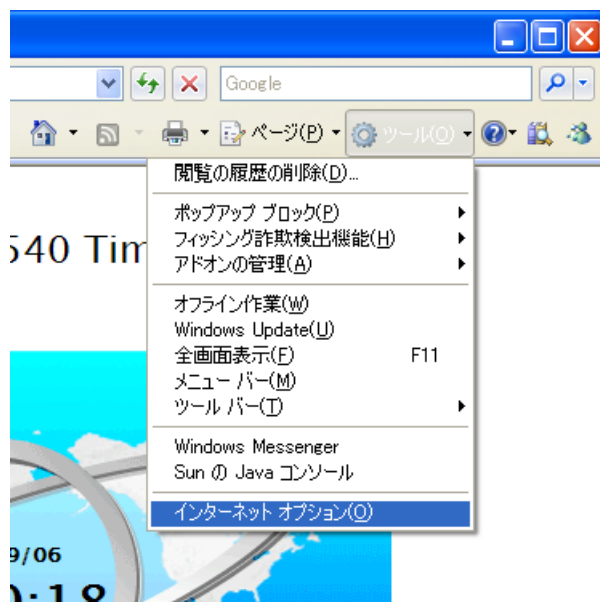 Google
ページ(P) ツール(O)
閲覧の履歴の削除(D)...
ポップアップ ブロック(P)
540 Tim
フィッシング詐欺検出機能(H)
アドオンの管理(A)
オフライン作業(W)
Windows Update(U)
全画面表示(F) F11
メニュー バー(M)
ツール バー(T)
Windows Messenger
Sun の Java コンソール
インターネット オプション(O)
9/06
0:18